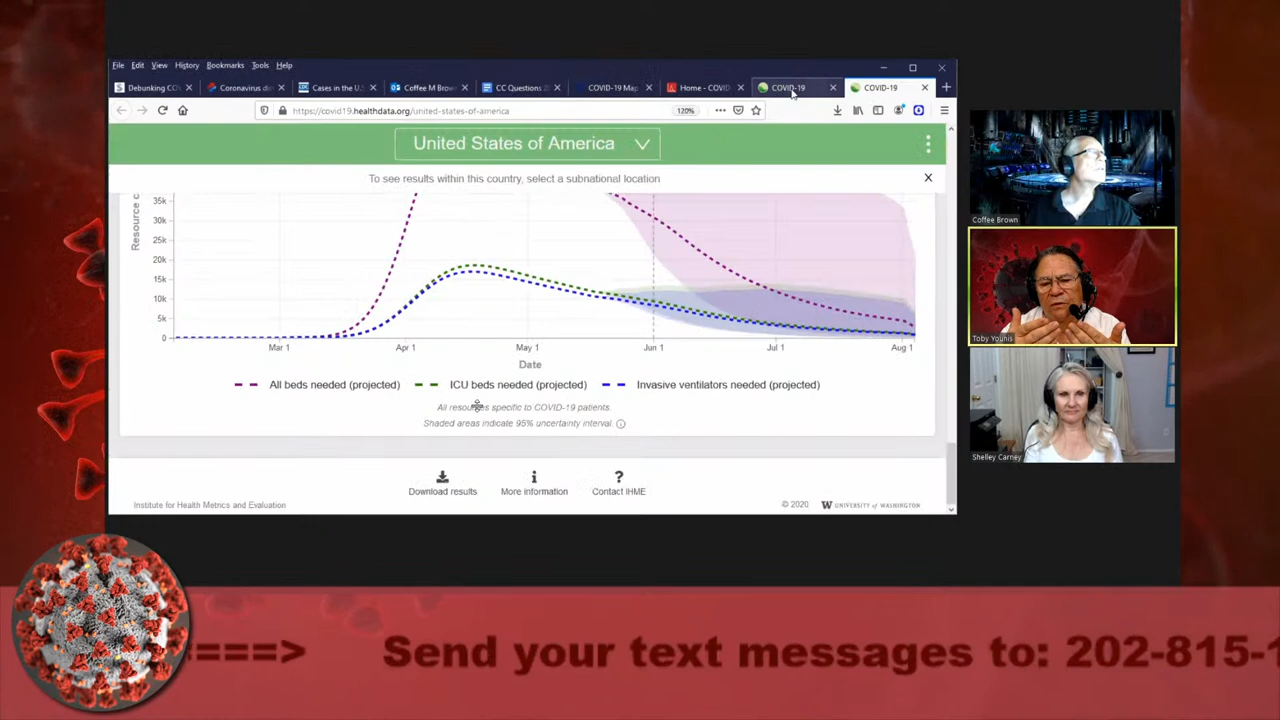 File Edit View History Bookmarks Tools Help
Debunking CO
Coronavirus di
Cases in the U.
Coffee M Brow
CC Questions 2
COVID-19 Map
Home - COVID
COVID-19
COVID-19
https://covid19.healthdata.org/united-states-of-america
120%
United States of America
To see results within this country, select a subnational location
Resource c
35k
30k
25k
20k
15k
10k
5k
0
Mar 1 Apr 1 May 1 Jun 1 Jul 1 Aug 1
Date
All beds needed (projected) ICU beds needed (projected) Invasive ventilators needed (projected)
All resources specific to COVID-19 patients.
Shaded areas indicate 95% uncertainty interval.
Download results More information Contact IHME
Institute for Health Metrics and Evaluation
© 2020 W UNIVERSITY of WASHINGTON
Coffee Brown
Toby Younis
Shelley Carney
====> Send your text messages to: 202-815-1